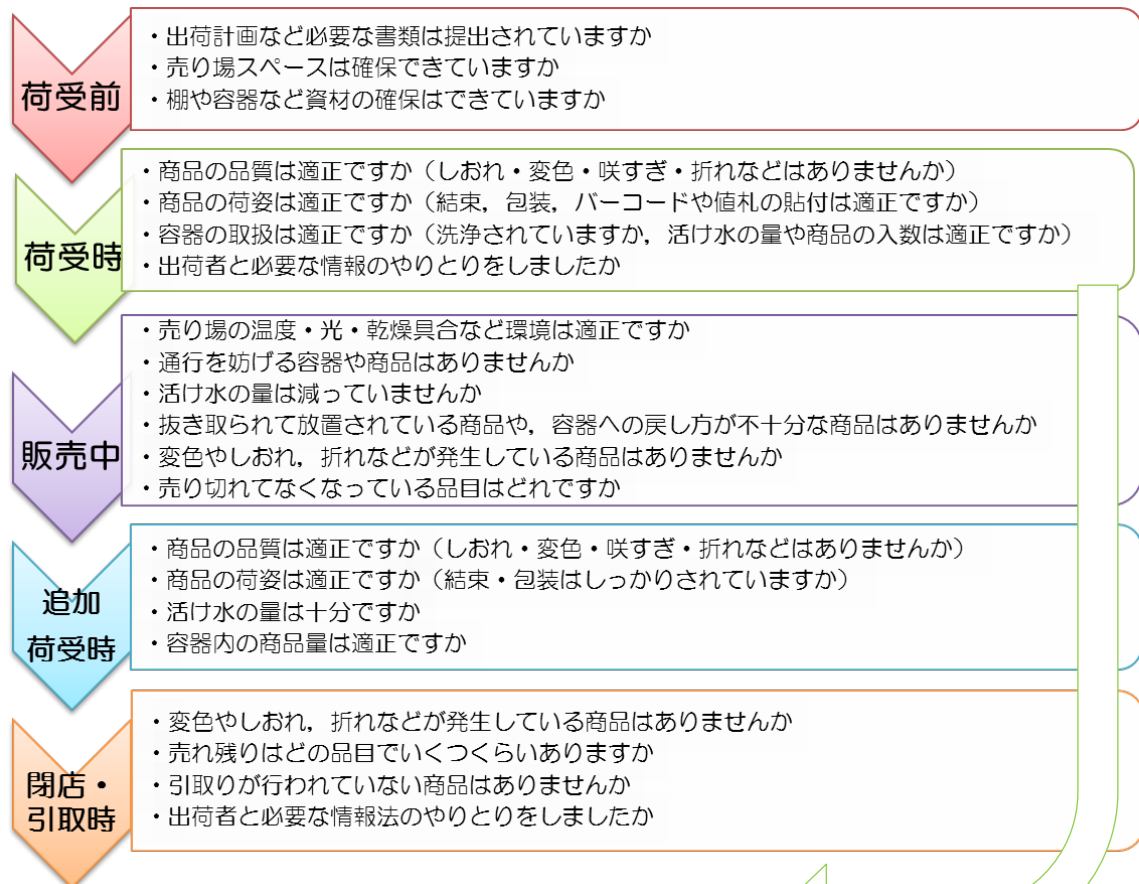 荷受前
・出荷計画など必要な書類は提出されていますか
・売り場スペースは確保できていますか
・棚や容器など資材の確保はできていますか
荷受時
・商品の品質は適正ですか（しおれ・変色・咲すぎ・折れなどはありませんか）
・商品の荷姿は適正ですか（結束，包装，バーコードや値札の貼付は適正ですか）
・容器の取扱は適正ですか（洗浄されていますか，活け水の量や商品の入数は適正ですか）
・出荷者と必要な情報のやりとりをしましたか
販売中
・売り場の温度・光・乾燥具合など環境は適正ですか
・通行を妨げる容器や商品はありませんか
・活け水の量は減っていませんか
・抜き取られて放置されている商品や，容器への戻し方が不十分な商品はありませんか
・変色やしおれ，折れなどが発生している商品はありませんか
・売り切れてなくなっている品目はどれですか
追加
荷受時
・商品の品質は適正ですか（しおれ・変色・咲すぎ・折れなどはありませんか）
・商品の荷姿は適正ですか（結束・包装はしっかりされていますか）
・活け水の量は十分ですか
・容器内の商品量は適正ですか
閉店・
引取時
・変色やしおれ，折れなどが発生している商品はありませんか
・売れ残りはどの品目でいくつくらいありますか
・引取りが行われていない商品はありませんか
・出荷者と必要な情報法のやりとりをしましたか